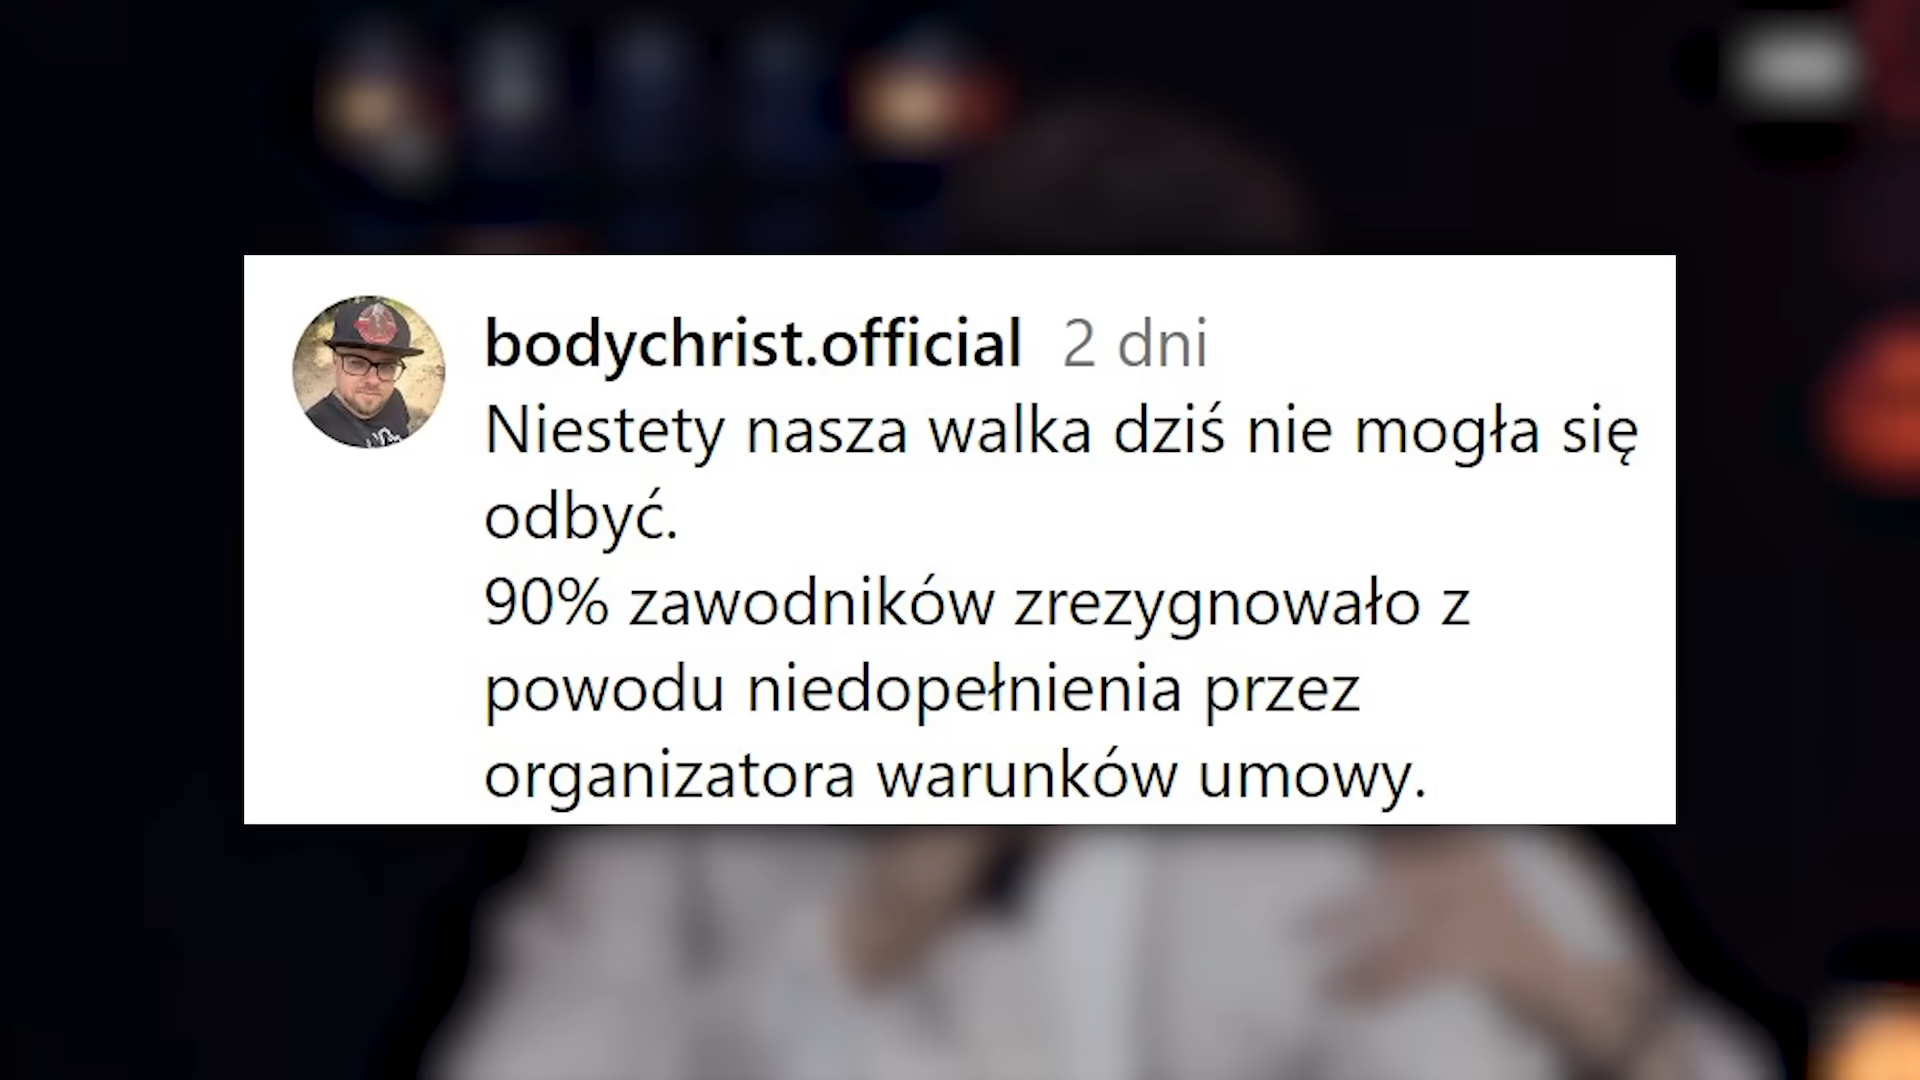 bodychrist.official 2 dni
Niestety nasza walka dziś nie mogła się
odbyć.
90% zawodników zrezygnowało z
powodu niedopełnienia przez
organizatora warunków umowy.